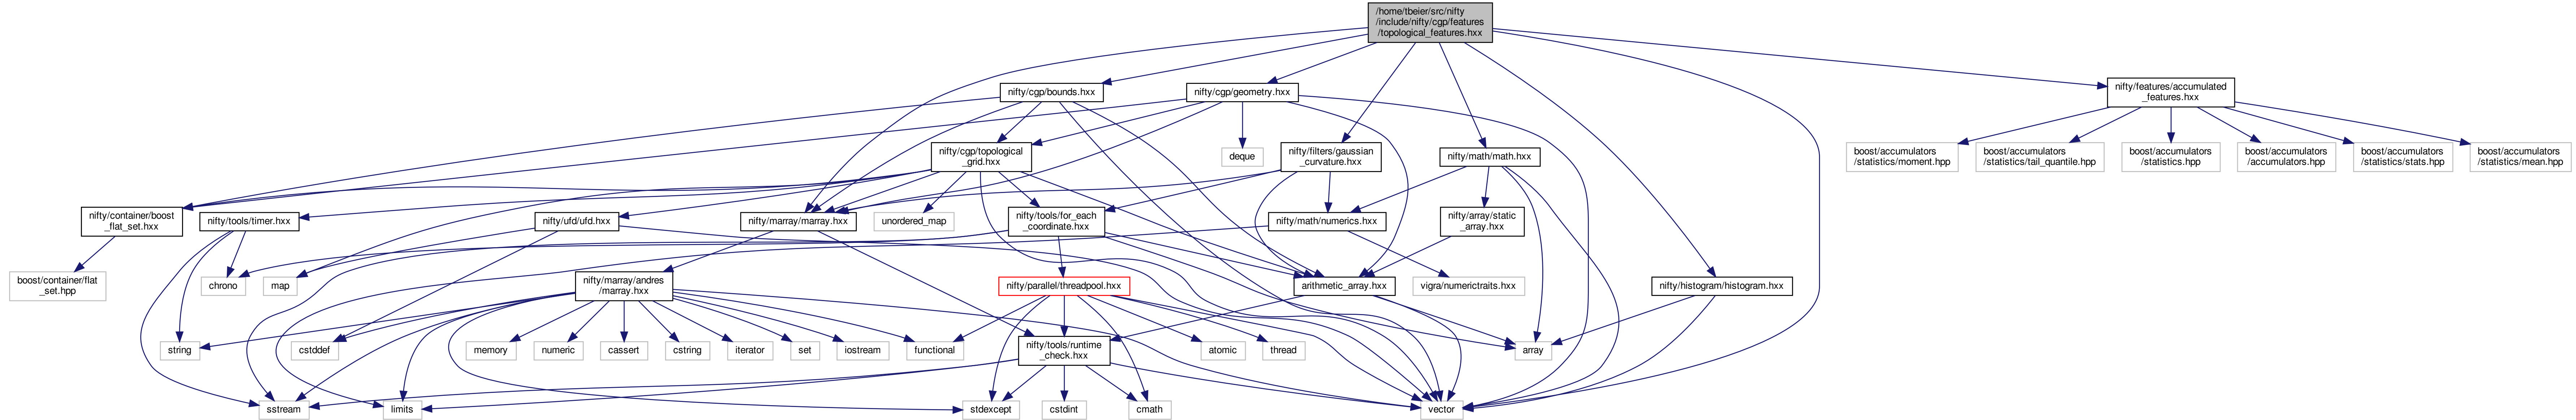 /home/tbeier/src/nifty
/include/nifty/cgp/features
/topological_features.hxx
nifty/cgp/bounds.hxx
nifty/cgp/geometry.hxx
nifty/features/accumulated
_features.hxx
nifty/cgp/topological
_grid.hxx
deque
nifty/filters/gaussian
_curvature.hxx
nifty/math/math.hxx
boost/accumulators
/statistics/moment.hpp
boost/accumulators
/statistics/tail_quantile.hpp
boost/accumulators
/statistics.hpp
boost/accumulators
/accumulators.hpp
boost/accumulators
/statistics/stats.hpp
boost/accumulators
/statistics/mean.hpp
nifty/container/boost
_flat_set.hxx
nifty/tools/timer.hxx
nifty/ufd/ufd.hxx
nifty/marray/marray.hxx
unordered_map
nifty/tools/for_each
_coordinate.hxx
nifty/math/numerics.hxx
nifty/array/static
_array.hxx
boost/container/flat
_set.hpp
chrono
map
nifty/marray/andres
/marray.hxx
nifty/parallel/threadpool.hxx
arithmetic_array.hxx
vigra/numerictraits.hxx
nifty/histogram/histogram.hxx
string
cstddef
memory
numeric
cassert
cstring
iterator
set
iostream
functional
nifty/tools/runtime
_check.hxx
atomic
thread
array
sstream
limits
stdexcept
cstdint
cmath
vector